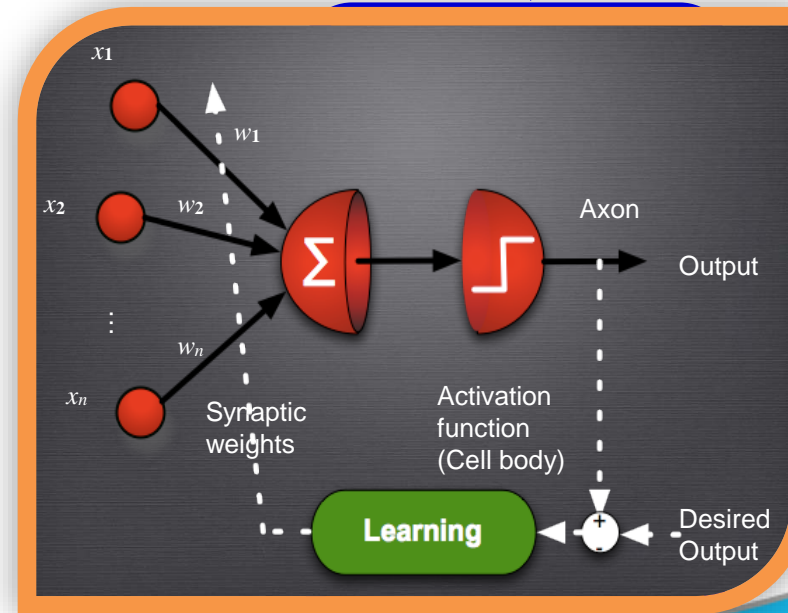 x1
w1
x2
w2
Axon
Σ
Output
⋮
wn
xn
Synaptic
weights
Activation
function
(Cell body)
Learning
+
-
Desired
Output